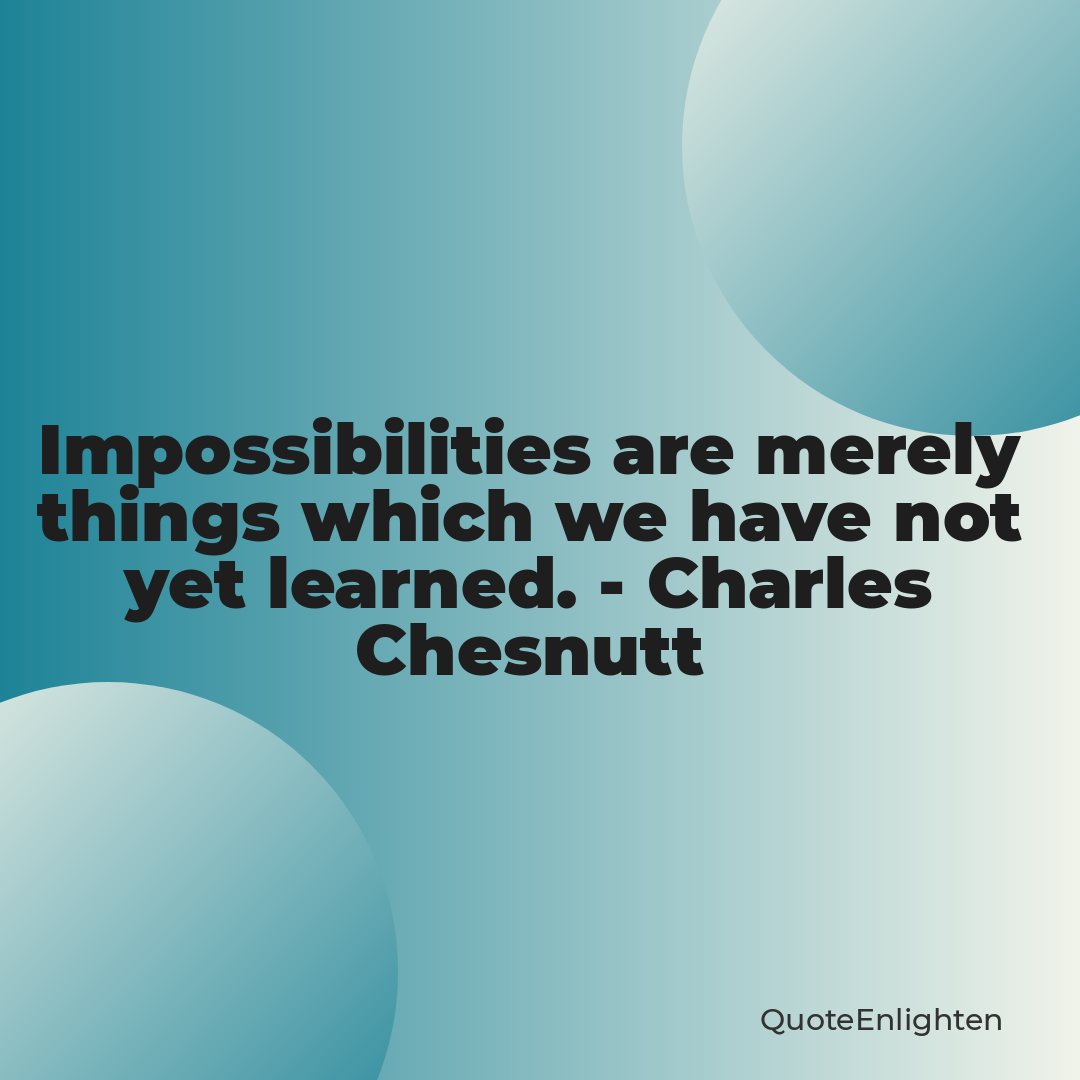 Impossibilities are merely
things which we have not
yet learned. - Charles
Chesnutt
QuoteEnlighten